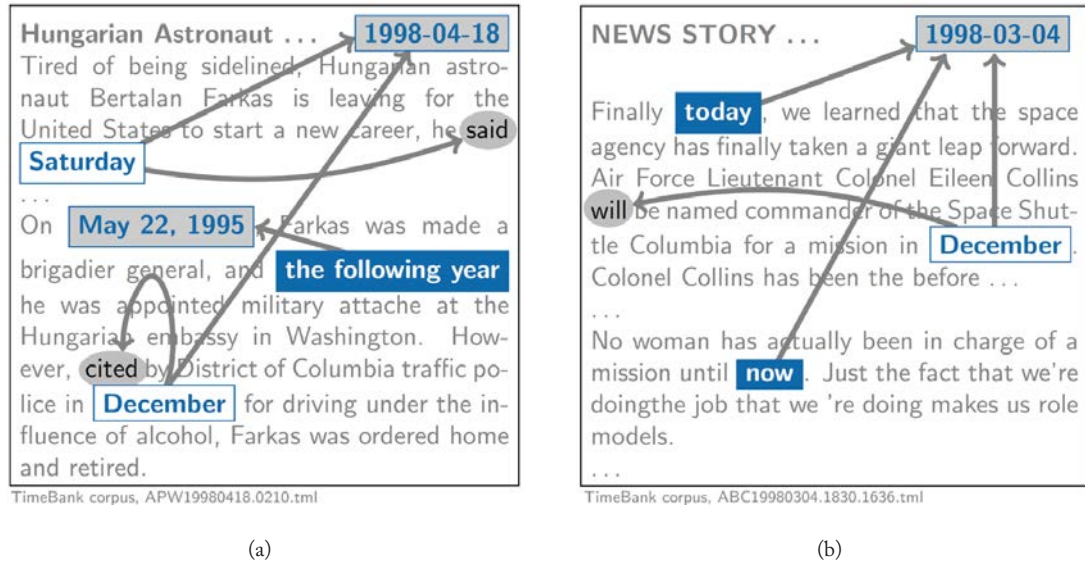 Hungarian Astronaut ... 1998-04-18
Tired of being sidelined, Hungarian astro-
naut Bertalan Farkas is leaving for the
United States to start a new career, he said
Saturday
...
On May 22, 1995, Farkas was made a
brigadier general, and the following year
he was appointed military attache at the
Hungarian embassy in Washington. How-
ever, cited by District of Columbia traffic po-
lice in December for driving under the in-
fluence of alcohol, Farkas was ordered home
and retired.
TimeBank corpus, APW19980418.0210.tml
(a)
NEWS STORY ... 1998-03-04
Finally today, we learned that the space
agency has finally taken a giant leap forward.
Air Force Lieutenant Colonel Eileen Collins
will be named commander of the Space Shut-
tle Columbia for a mission in December.
Colonel Collins has been the before ...
...
No woman has actually been in charge of a
mission until now. Just the fact that we're
doingthe job that we 're doing makes us role
models.
...
TimeBank corpus, ABC19980304.1830.1636.tml
(b)